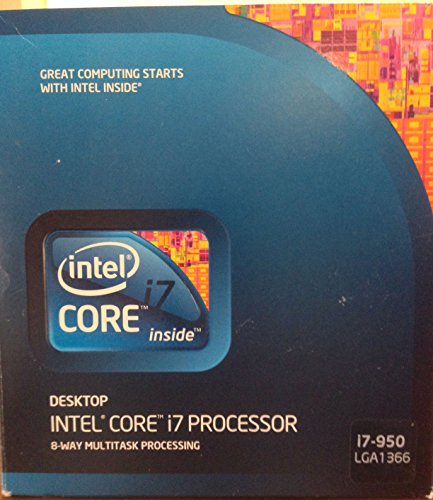 GREAT COMPUTING STARTS
WITH INTEL INSIDE®
intel®
i7
CORE™
inside™
DESKTOP
INTEL® CORE™ i7 PROCESSOR
8-WAY MULTITASK PROCESSING
i7-950
LGA1366